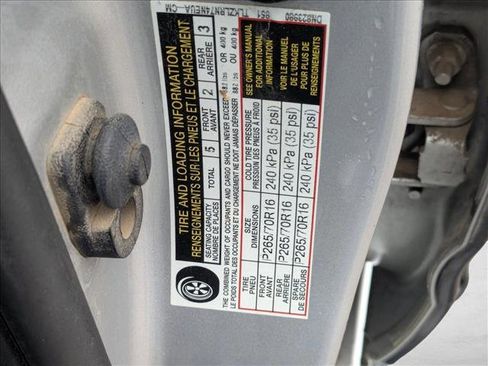 TIRE AND LOADING INFORMATION
RENSEIGNEMENTS SUR LES PNEUS ET LE CHARGEMENT
SEATING CAPACITY
NOMBRE DE PLACES
TOTAL 5
FRONT
AVANT 2
REAR
ARRIÈRE 3
THE COMBINED WEIGHT OF OCCUPANTS AND CARGO SHOULD NEVER EXCEED 882 lbs OR 400 kg
LE POIDS TOTAL DES OCCUPANTS ET DU CHARGEMENT NE DOIT JAMAIS DÉPASSER 882 lbs OU 400 kg
TIRE
PNEU
SIZE
DIMENSIONS
COLD TIRE PRESSURE
PRESSION DES PNEUS À FROID
FRONT
AVANT
P265/70R16
240 kPa (35 psi)
REAR
ARRIÈRE
P265/70R16
240 kPa (35 psi)
SPARE
DE SECOURS
P265/70R16
240 kPa (35 psi)
SEE OWNER'S MANUAL
FOR ADDITIONAL
INFORMATION
VOIR LE MANUEL
DE L'USAGER
POUR PLUS DE
RENSEIGNEMENTS
851